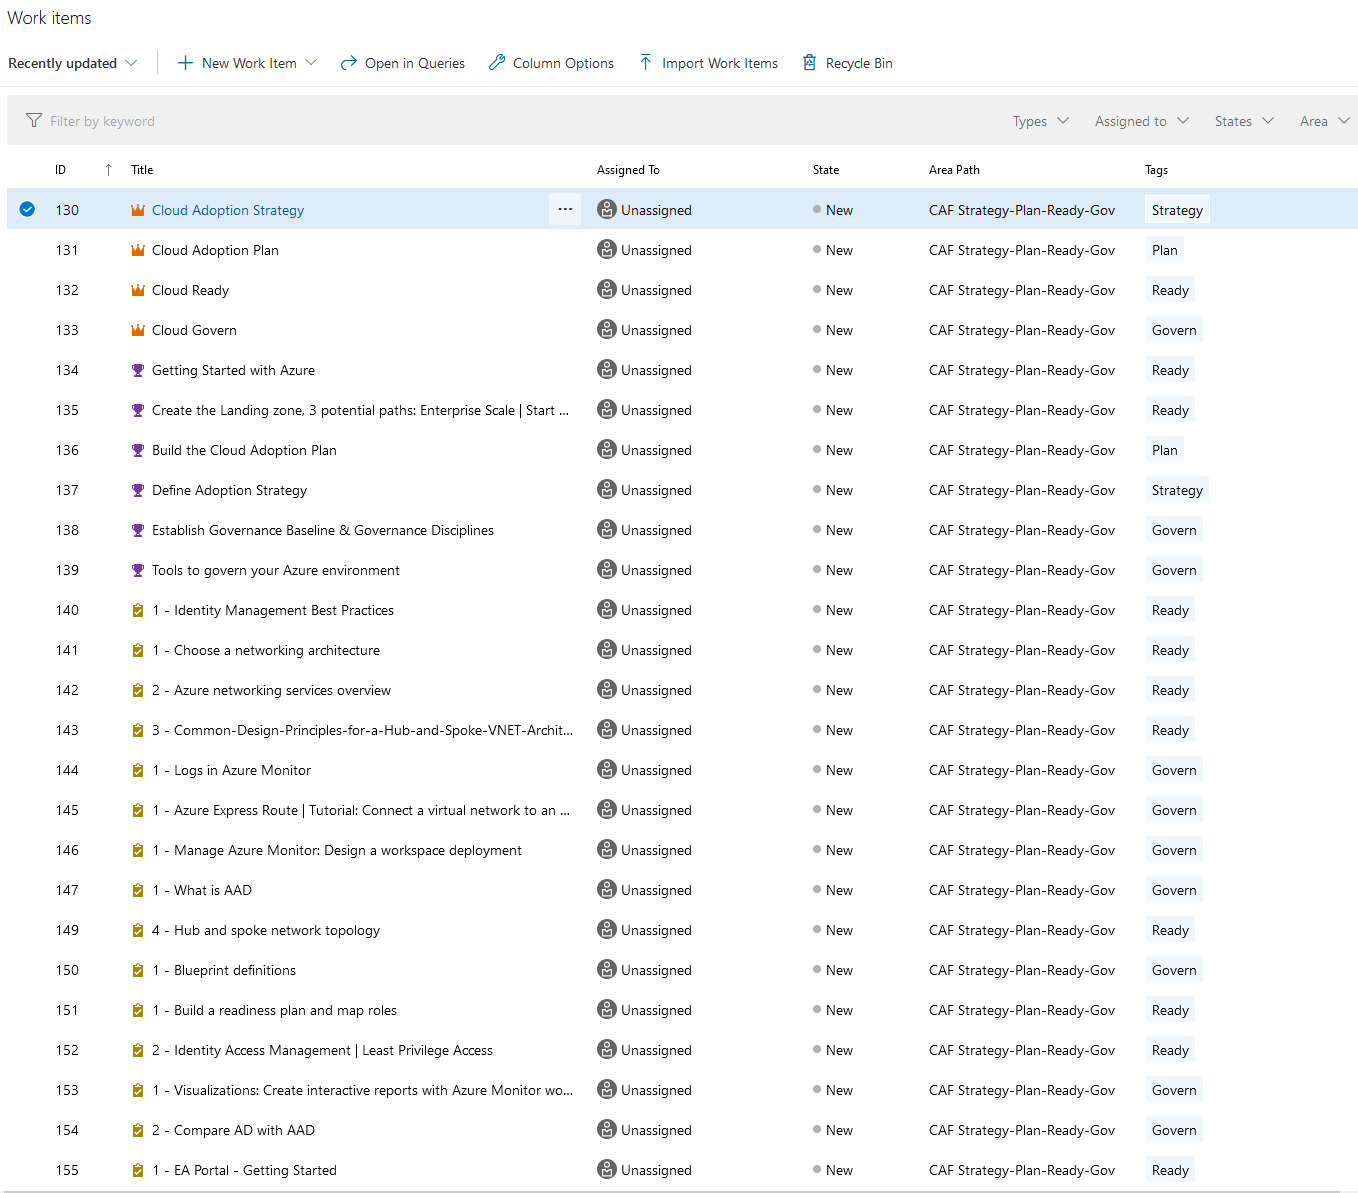 Work items
Recently updated New Work Item Open in Queries Column Options Import Work Items Recycle Bin
Filter by keyword Types Assigned to States Area
ID ↑ Title Assigned To State Area Path Tags
130 Cloud Adoption Strategy ... Unassigned New CAF Strategy-Plan-Ready-Gov Strategy
131 Cloud Adoption Plan Unassigned New CAF Strategy-Plan-Ready-Gov Plan
132 Cloud Ready Unassigned New CAF Strategy-Plan-Ready-Gov Ready
133 Cloud Govern Unassigned New CAF Strategy-Plan-Ready-Gov Govern
134 Getting Started with Azure Unassigned New CAF Strategy-Plan-Ready-Gov Ready
135 Create the Landing zone, 3 potential paths: Enterprise Scale | Start ... Unassigned New CAF Strategy-Plan-Ready-Gov Ready
136 Build the Cloud Adoption Plan Unassigned New CAF Strategy-Plan-Ready-Gov Plan
137 Define Adoption Strategy Unassigned New CAF Strategy-Plan-Ready-Gov Strategy
138 Establish Governance Baseline & Governance Disciplines Unassigned New CAF Strategy-Plan-Ready-Gov Govern
139 Tools to govern your Azure environment Unassigned New CAF Strategy-Plan-Ready-Gov Govern
140 1 - Identity Management Best Practices Unassigned New CAF Strategy-Plan-Ready-Gov Ready
141 1 - Choose a networking architecture Unassigned New CAF Strategy-Plan-Ready-Gov Ready
142 2 - Azure networking services overview Unassigned New CAF Strategy-Plan-Ready-Gov Ready
143 3 - Common-Design-Principles-for-a-Hub-and-Spoke-VNET-Archit... Unassigned New CAF Strategy-Plan-Ready-Gov Ready
144 1 - Logs in Azure Monitor Unassigned New CAF Strategy-Plan-Ready-Gov Govern
145 1 - Azure Express Route | Tutorial: Connect a virtual network to an ... Unassigned New CAF Strategy-Plan-Ready-Gov Govern
146 1 - Manage Azure Monitor: Design a workspace deployment Unassigned New CAF Strategy-Plan-Ready-Gov Govern
147 1 - What is AAD Unassigned New CAF Strategy-Plan-Ready-Gov Govern
149 4 - Hub and spoke network topology Unassigned New CAF Strategy-Plan-Ready-Gov Ready
150 1 - Blueprint definitions Unassigned New CAF Strategy-Plan-Ready-Gov Govern
151 1 - Build a readiness plan and map roles Unassigned New CAF Strategy-Plan-Ready-Gov Ready
152 2 - Identity Access Management | Least Privilege Access Unassigned New CAF Strategy-Plan-Ready-Gov Ready
153 1 - Visualizations: Create interactive reports with Azure Monitor wo... Unassigned New CAF Strategy-Plan-Ready-Gov Govern
154 2 - Compare AD with AAD Unassigned New CAF Strategy-Plan-Ready-Gov Govern
155 1 - EA Portal - Getting Started Unassigned New CAF Strategy-Plan-Ready-Gov Ready